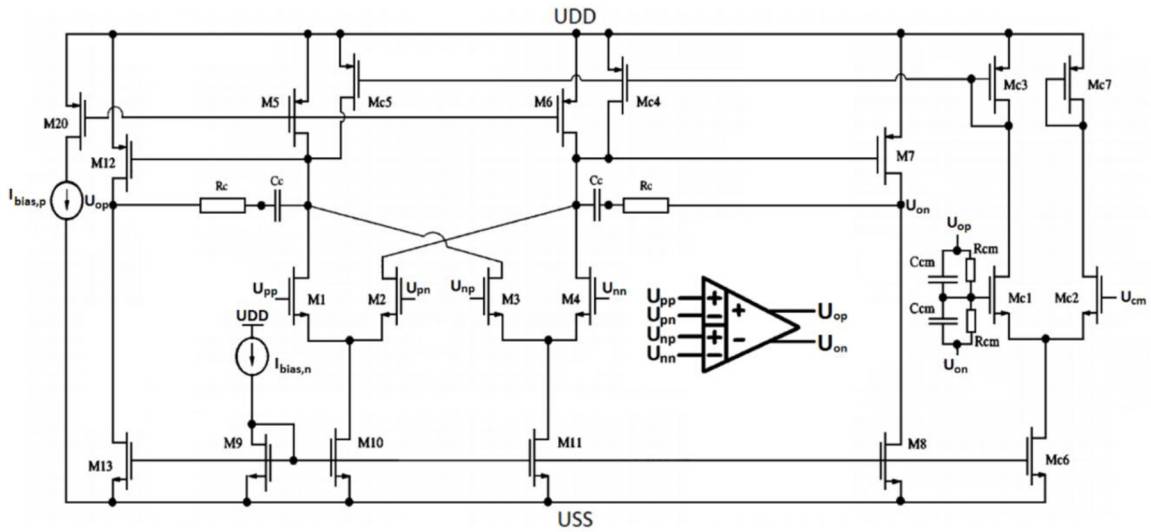 UDD
M5
M6
Mc5
Mc4
Mc3
Mc7
M20
M12
M7
Ibias,p
Uop
Rc
Cc
Cc
Rc
Uon
Uop
Ccm
Rcm
Upp
M1
M2
Upn
Unp
M3
M4
Unn
Mc1
Mc2
Ucm
UDD
Upp
Upn
Unp
Unn
+
−
+
−
+
−
Uop
Uon
Ccm
Rcm
Uon
Ibias,n
M13
M9
M10
M11
M8
Mc6
USS